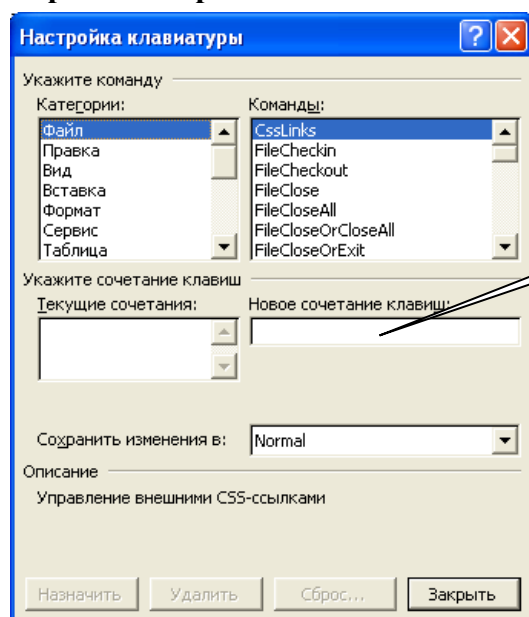 Настройка клавиатуры
Укажите команду
Категории:
Команды:
Файл
Правка
Вид
Вставка
Формат
Сервис
Таблица
CssLinks
FileCheckin
FileCheckout
FileClose
FileCloseAll
FileCloseOrCloseAll
FileCloseOrExit
Укажите сочетание клавиш
Текущие сочетания:
Новое сочетание клавиш:
Сохранить изменения в:
Normal
Описание
Управление внешними CSS-ссылками
Назначить
Удалить
Сброс...
Закрыть